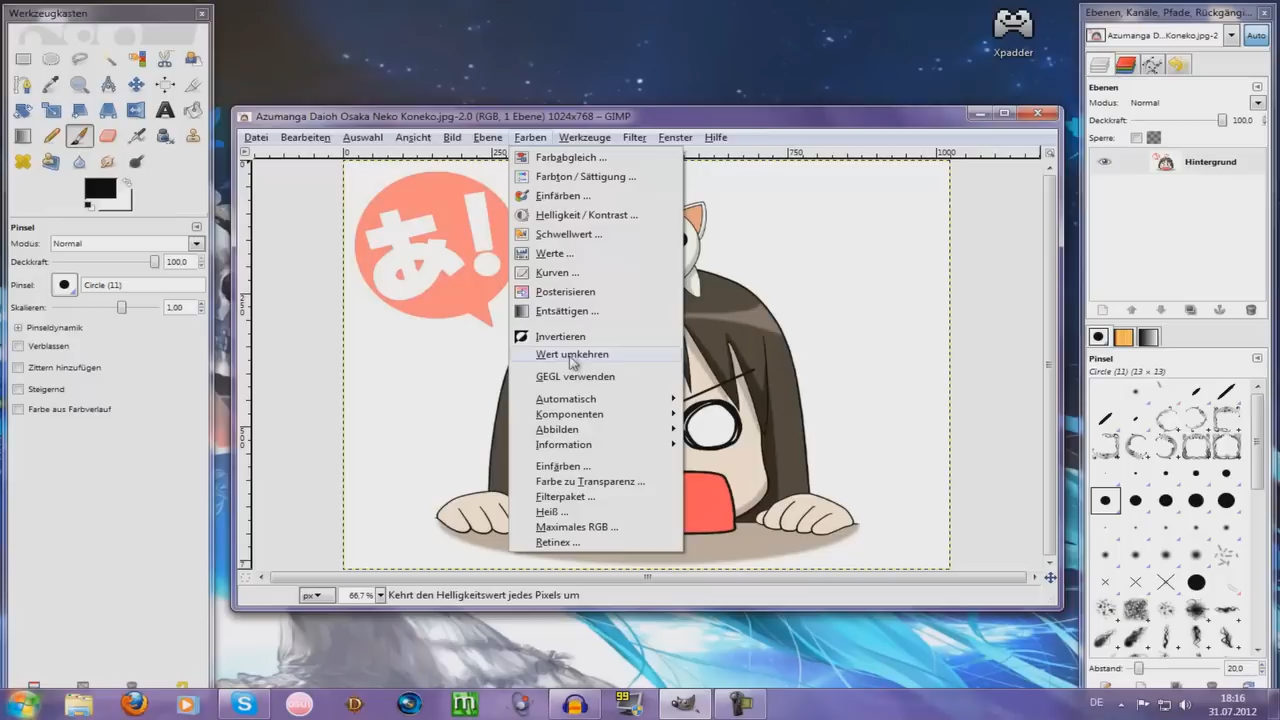 Werkzeugkasten
Xpadder
Ebenen, Kanäle, Pfade, Rückgängi...
Azumanga D...Koneko.jpg-2
Auto
Azumanga Daioh Osaka Neko Koneko.jpg-2.0 (RGB, 1 Ebene) 1024x768 – GIMP
Datei Bearbeiten Auswahl Ansicht Bild Ebene Farben Werkzeuge Filter Fenster Hilfe
0 250 750 1000
あ!
Farbabgleich ...
Farbton / Sättigung ...
Einfärben ...
Helligkeit / Kontrast ...
Schwellwert ...
Werte ...
Kurven ...
Posterisieren
Entsättigen ...
Invertieren
Wert umkehren
GEGL verwenden
Automatisch
Komponenten
Abbilden
Information
Einfärben ...
Farbe zu Transparenz ...
Filterpaket ...
Heiß ...
Maximales RGB ...
Retinex ...
px 66,7 % Kehrt den Helligkeitswert jedes Pixels um
Pinsel
Modus: Normal
Deckkraft: 100,0
Pinsel: Circle (11)
Skalieren: 1,00
Pinseldynamik
Verblassen
Zittern hinzufügen
Steigernd
Farbe aus Farbverlauf
Ebenen
Modus: Normal
Deckkraft: 100,0
Sperre:
Hintergrund
Pinsel
Circle (11) (13 × 13)
Abstand: 20,0
99
DE
18:16
31.07.2012